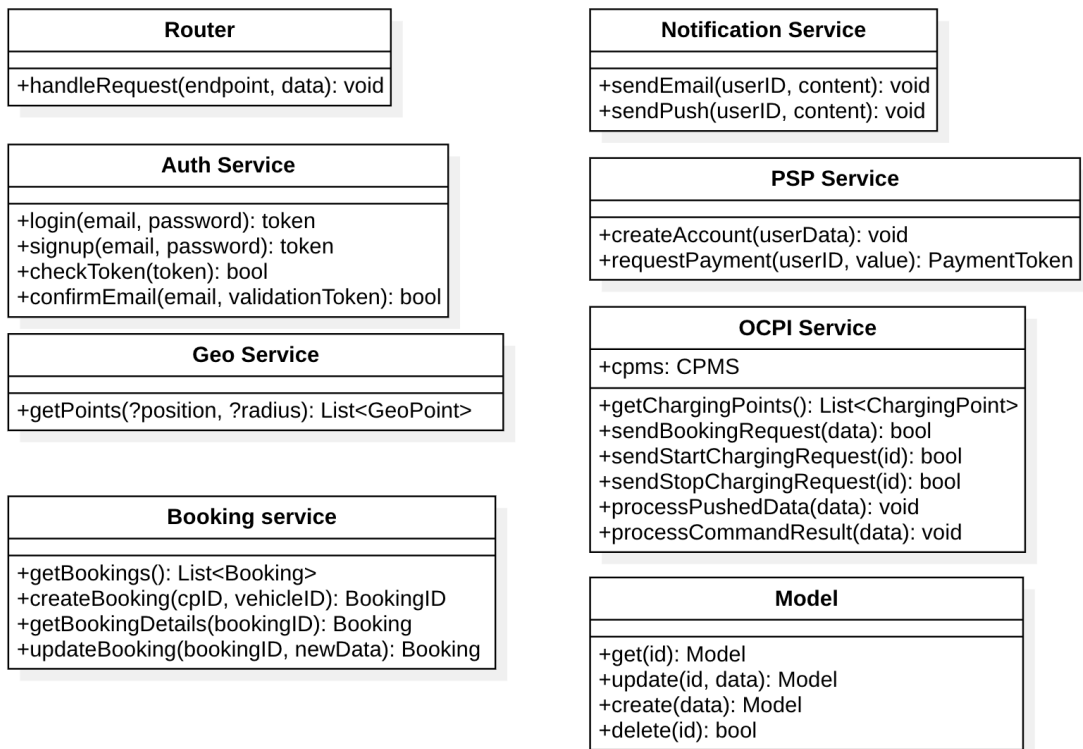 Router
+handleRequest(endpoint, data): void
Auth Service
+login(email, password): token
+signup(email, password): token
+checkToken(token): bool
+confirmEmail(email, validationToken): bool
Geo Service
+getPoints(?position, ?radius): List<GeoPoint>
Booking service
+getBookings(): List<Booking>
+createBooking(cpID, vehicleID): BookingID
+getBookingDetails(bookingID): Booking
+updateBooking(bookingID, newData): Booking
Notification Service
+sendEmail(userID, content): void
+sendPush(userID, content): void
PSP Service
+createAccount(userData): void
+requestPayment(userID, value): PaymentToken
OCPI Service
+cpms: CPMS
+getChargingPoints(): List<ChargingPoint>
+sendBookingRequest(data): bool
+sendStartChargingRequest(id): bool
+sendStopChargingRequest(id): bool
+processPushedData(data): void
+processCommandResult(data): void
Model
+get(id): Model
+update(id, data): Model
+create(data): Model
+delete(id): bool